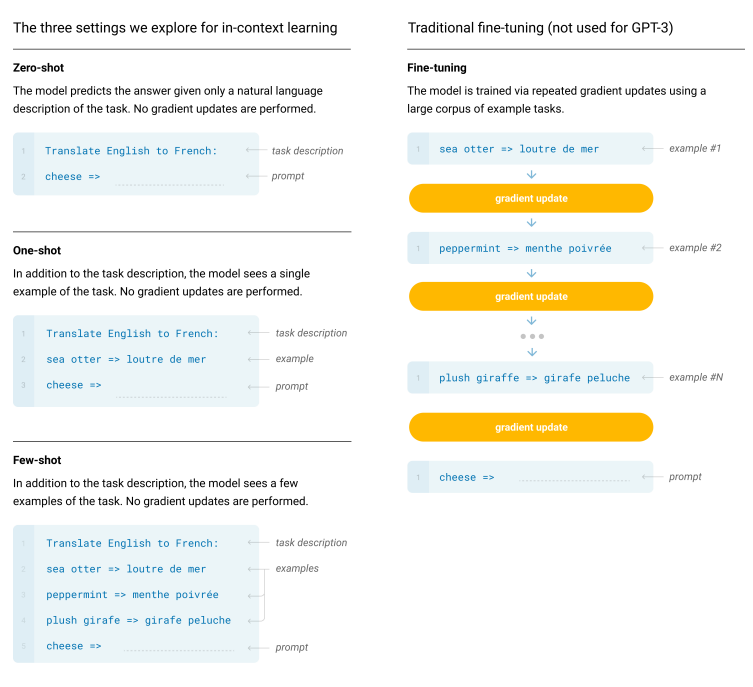 The three settings we explore for in-context learning
Zero-shot
The model predicts the answer given only a natural language
description of the task. No gradient updates are performed.
1 Translate English to French: task description
2 cheese => prompt
One-shot
In addition to the task description, the model sees a single
example of the task. No gradient updates are performed.
1 Translate English to French: task description
2 sea otter => loutre de mer example
3 cheese => prompt
Few-shot
In addition to the task description, the model sees a few
examples of the task. No gradient updates are performed.
1 Translate English to French: task description
2 sea otter => loutre de mer examples
3 peppermint => menthe poivrée
4 plush girafe => girafe peluche
5 cheese => prompt
Traditional fine-tuning (not used for GPT-3)
Fine-tuning
The model is trained via repeated gradient updates using a
large corpus of example tasks.
1 sea otter => loutre de mer example #1
gradient update
1 peppermint => menthe poivrée example #2
gradient update
1 plush giraffe => girafe peluche example #N
gradient update
1 cheese => prompt